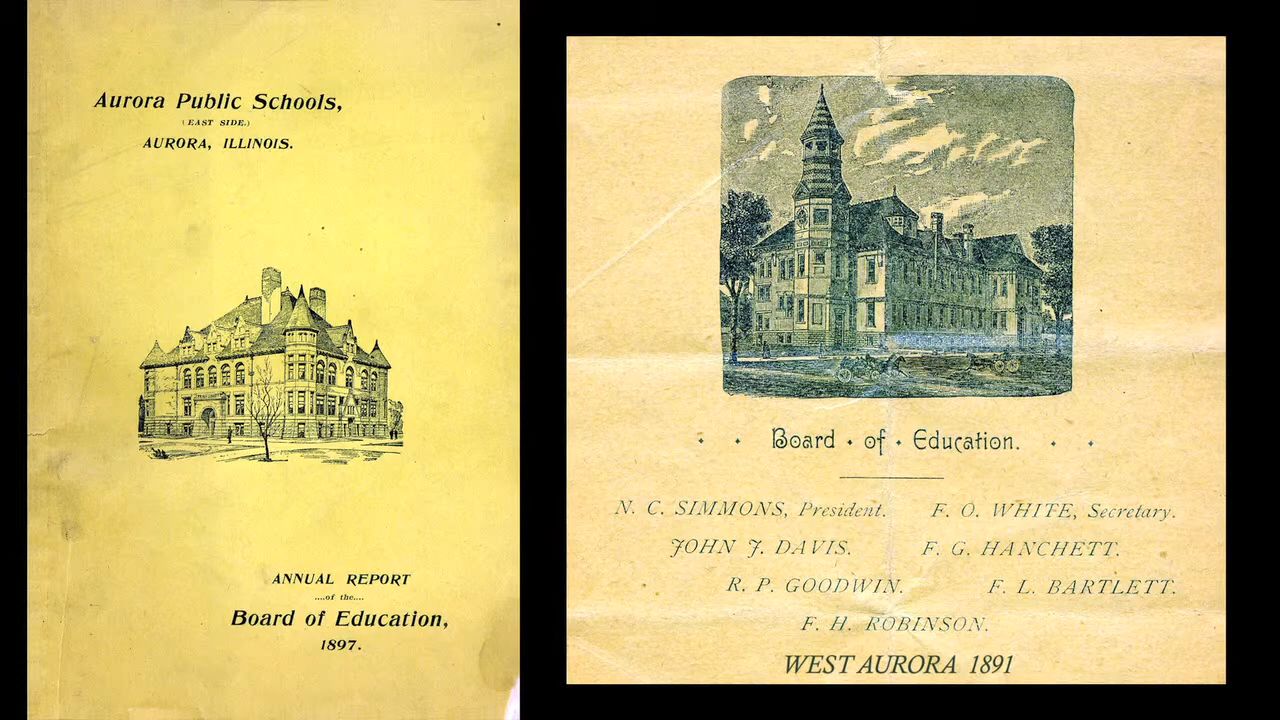 Aurora Public Schools,
(EAST SIDE.)
AURORA, ILLINOIS.
ANNUAL REPORT
....of the....
Board of Education,
1897.
Board · of · Education.
N. C. SIMMONS, President. F. O. WHITE, Secretary.
JOHN J. DAVIS. F. G. HANCHETT.
R. P. GOODWIN. F. L. BARTLETT.
F. H. ROBINSON.
WEST AURORA 1891